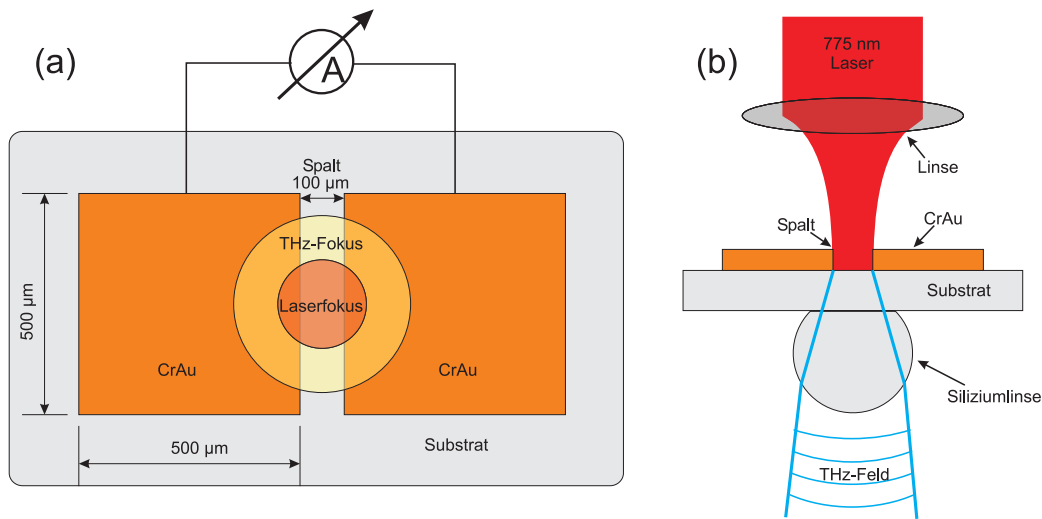 (a)
A
Spalt
100 µm
THz-Fokus
Laserfokus
500 µm
CrAu
CrAu
500 µm
Substrat
(b)
775 nm
Laser
Linse
Spalt
CrAu
Substrat
Siliziumlinse
THz-Feld